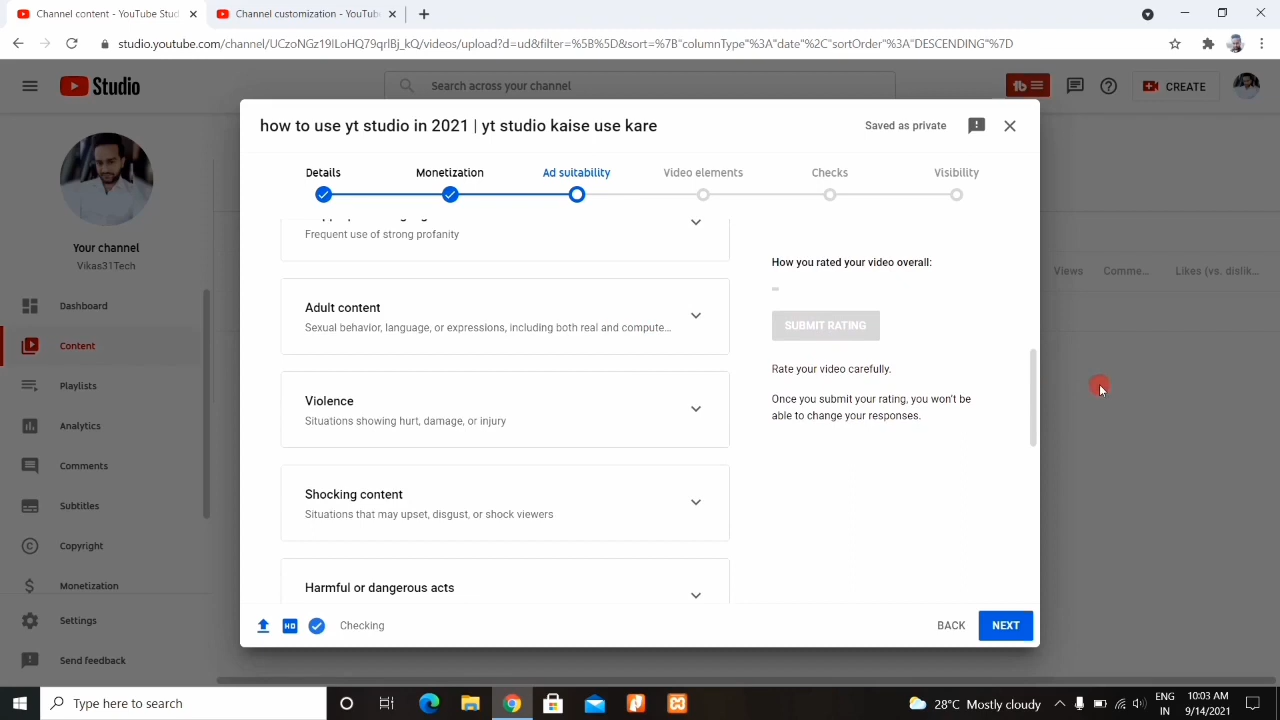 Content - YouTube Stud
Channel customization - YouTub
studio.youtube.com/channel/UCzoNGz19ILoHQ79qrlBj_kQ/videos/upload?d=ud&filter=%5B%5D&sort=%7B"columnType"%3A"date"%2C"sortOrder"%3A"DESCENDING"%7D
Studio
Search across your channel
CREATE
how to use yt studio in 2021 | yt studio kaise use kare
Saved as private
Details
Monetization
Ad suitability
Video elements
Checks
Visibility
Frequent use of strong profanity
Adult content
Sexual behavior, language, or expressions, including both real and compute...
Violence
Situations showing hurt, damage, or injury
Shocking content
Situations that may upset, disgust, or shock viewers
Harmful or dangerous acts
How you rated your video overall:
SUBMIT RATING
Rate your video carefully.
Once you submit your rating, you won't be
able to change your responses.
HD
Checking
BACK
NEXT
Your channel
Vikas31Tech
Dashboard
Content
Playlists
Analytics
Comments
Subtitles
Copyright
Monetization
Settings
Send feedback
Views
Comme...
Likes (vs. dislik...
Type here to search
28°C Mostly cloudy
ENG
IN
10:03 AM
9/14/2021